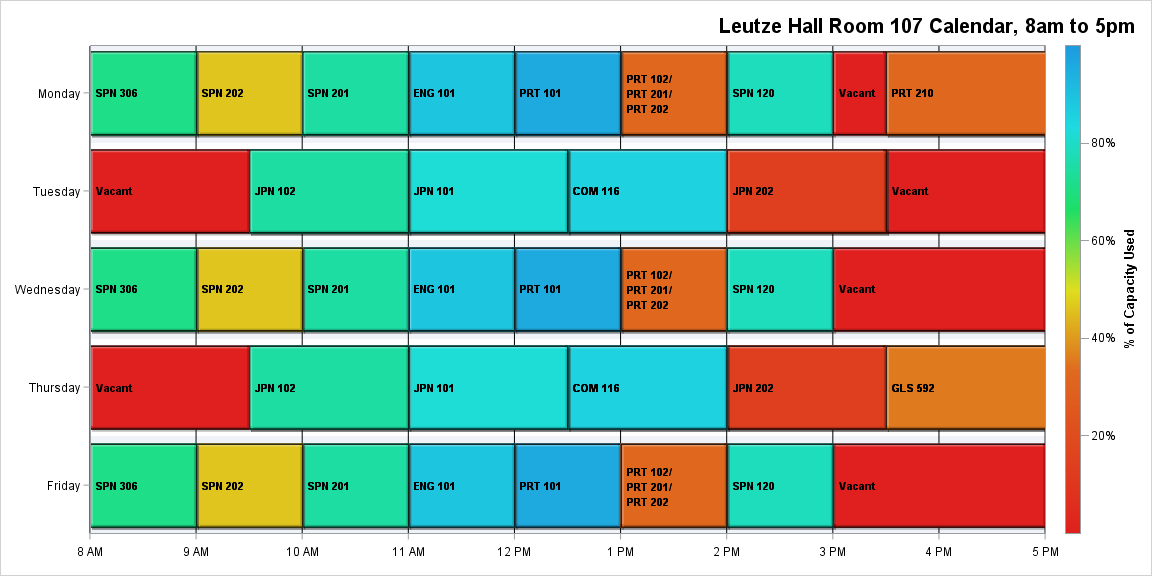 Leutze Hall Room 107 Calendar, 8am to 5pm
Monday
SPN 306
SPN 202
SPN 201
ENG 101
PRT 101
PRT 102/
PRT 201/
PRT 202
SPN 120
Vacant
PRT 210
Tuesday
Vacant
JPN 102
JPN 101
COM 116
JPN 202
Vacant
Wednesday
SPN 306
SPN 202
SPN 201
ENG 101
PRT 101
PRT 102/
PRT 201/
PRT 202
SPN 120
Vacant
Thursday
Vacant
JPN 102
JPN 101
COM 116
JPN 202
GLS 592
Friday
SPN 306
SPN 202
SPN 201
ENG 101
PRT 101
PRT 102/
PRT 201/
PRT 202
SPN 120
Vacant
8 AM
9 AM
10 AM
11 AM
12 PM
1 PM
2 PM
3 PM
4 PM
5 PM
80%
60%
40%
20%
% of Capacity Used